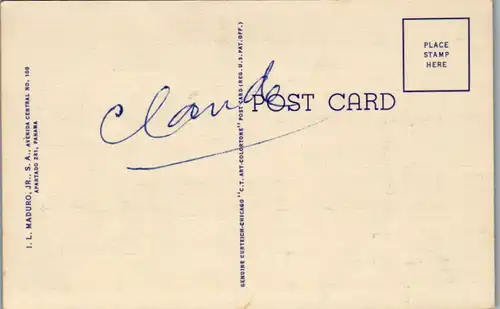 I. L. MADURO, JR., S. A., AVENIDA CENTRAL NO. 100
APARTADO 281, PANAMA
Claude
GENUINE CURTEICH-CHICAGO "C.T. ART-COLORTONE" POST CARD (REG. U.S. PAT. OFF.)
POST CARD
PLACE
STAMP
HERE